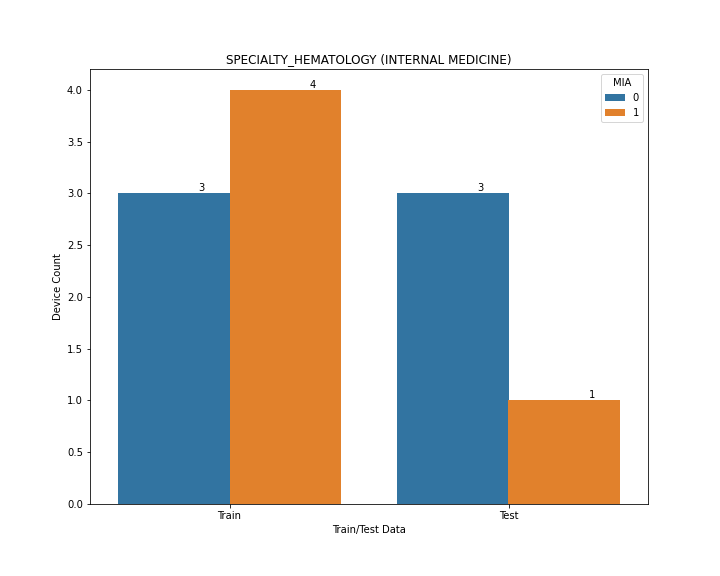 SPECIALTY_HEMATOLOGY (INTERNAL MEDICINE)
MIA
0
1
4
3
3
1
4.0
3.5
3.0
2.5
2.0
1.5
1.0
0.5
0.0
Device Count
Train
Test
Train/Test Data